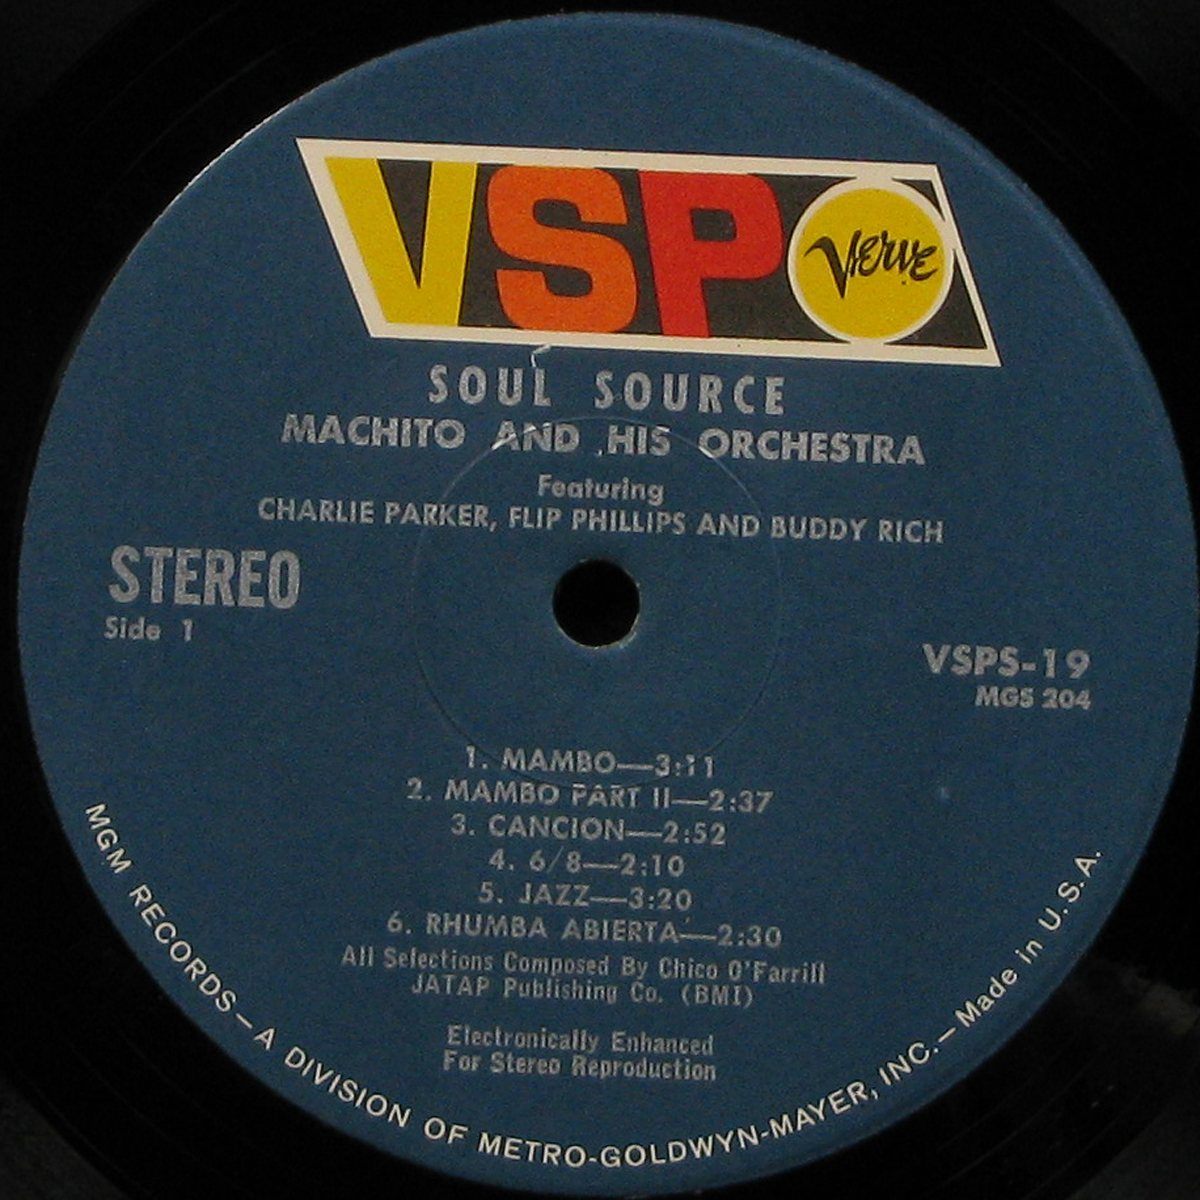 VSP Verve
SOUL SOURCE
MACHITO AND HIS ORCHESTRA
Featuring
CHARLIE PARKER, FLIP PHILLIPS AND BUDDY RICH
STEREO
Side 1
VSPS-19
MGS 204
1. MAMBO—3:11
2. MAMBO PART II—2:37
3. CANCION—2:52
4. 6/8—2:10
5. JAZZ—3:20
6. RHUMBA ABIERTA—2:30
All Selections Composed By Chico O'Farrill
JATAP Publishing Co. (BMI)
Electronically Enhanced
For Stereo Reproduction
MGM RECORDS—A DIVISION OF METRO-GOLDWYN-MAYER, INC.—Made in U.S.A.